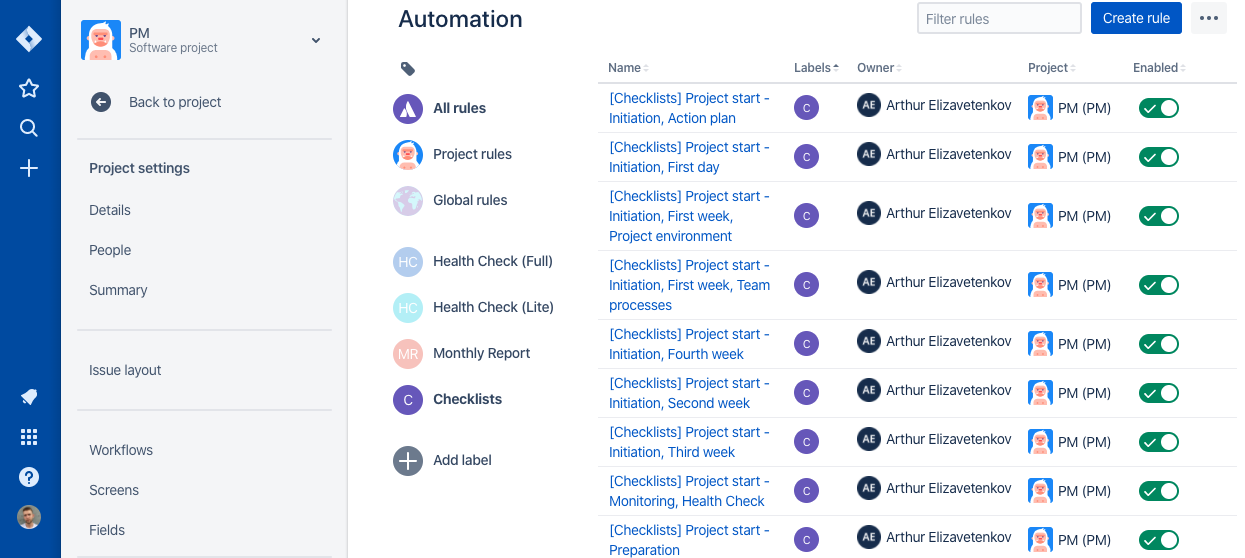 PM
Software project
Back to project
Project settings
Details
People
Summary
Issue layout
Workflows
Screens
Fields
Automation
Filter rules
Create rule
All rules
Project rules
Global rules
HC Health Check (Full)
HC Health Check (Lite)
MR Monthly Report
C Checklists
Add label
Name Labels Owner Project Enabled
[Checklists] Project start -
Initiation, Action plan
C AE Arthur Elizavetenkov PM (PM)
[Checklists] Project start -
Initiation, First day
C AE Arthur Elizavetenkov PM (PM)
[Checklists] Project start -
Initiation, First week,
Project environment
C AE Arthur Elizavetenkov PM (PM)
[Checklists] Project start -
Initiation, First week, Team
processes
C AE Arthur Elizavetenkov PM (PM)
[Checklists] Project start -
Initiation, Fourth week
C AE Arthur Elizavetenkov PM (PM)
[Checklists] Project start -
Initiation, Second week
C AE Arthur Elizavetenkov PM (PM)
[Checklists] Project start -
Initiation, Third week
C AE Arthur Elizavetenkov PM (PM)
[Checklists] Project start -
Monitoring, Health Check
C AE Arthur Elizavetenkov PM (PM)
[Checklists] Project start -
Preparation
C AE Arthur Elizavetenkov PM (PM)